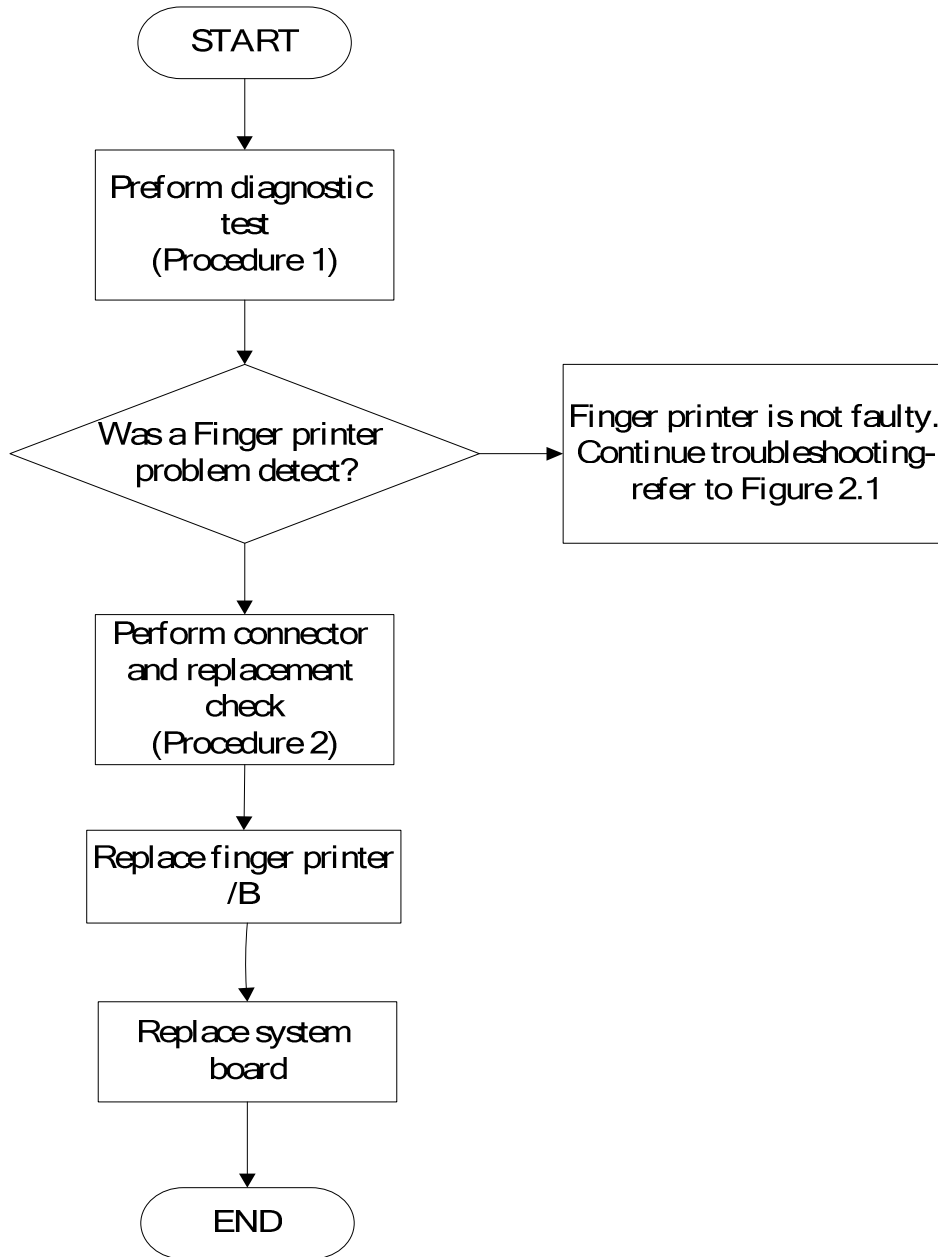 START
Preform diagnostic
test
(Procedure 1)
Was a Finger printer
problem detect?
Finger printer is not faulty.
Continue troubleshooting-
refer to Figure 2.1
Perform connector
and replacement
check
(Procedure 2)
Replace finger printer
/B
Replace system
board
END